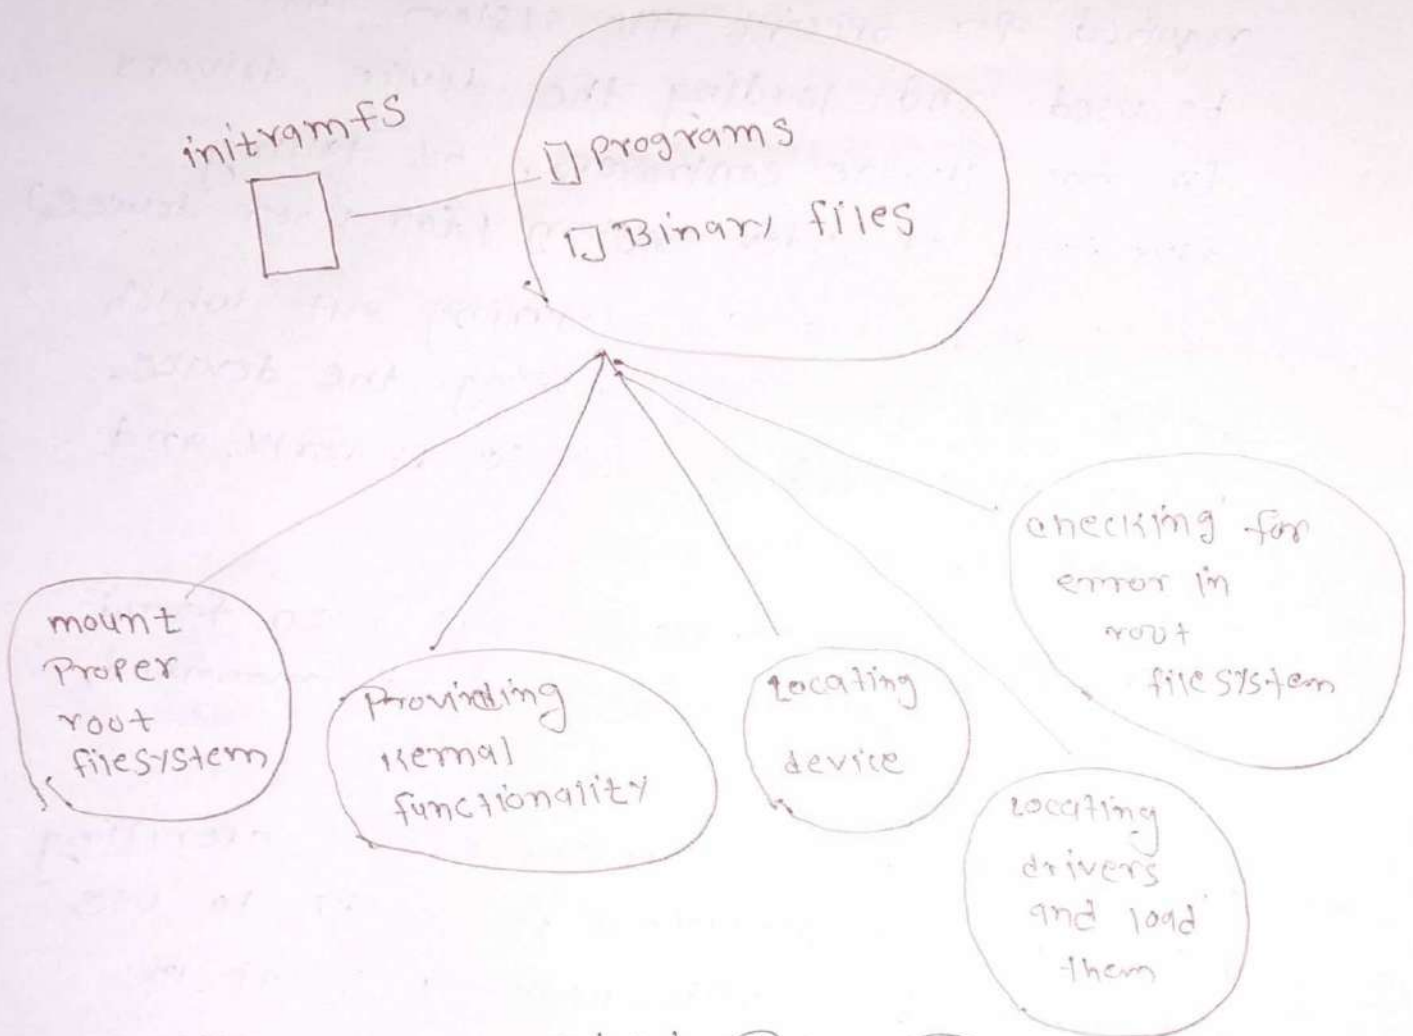 initramfs
[] programs
[] Binary files
mount
proper
root
filesystem
Providing
kernal
functionality
locating
device
checking for
error in
root
filesystem
locating
drivers
and load
them